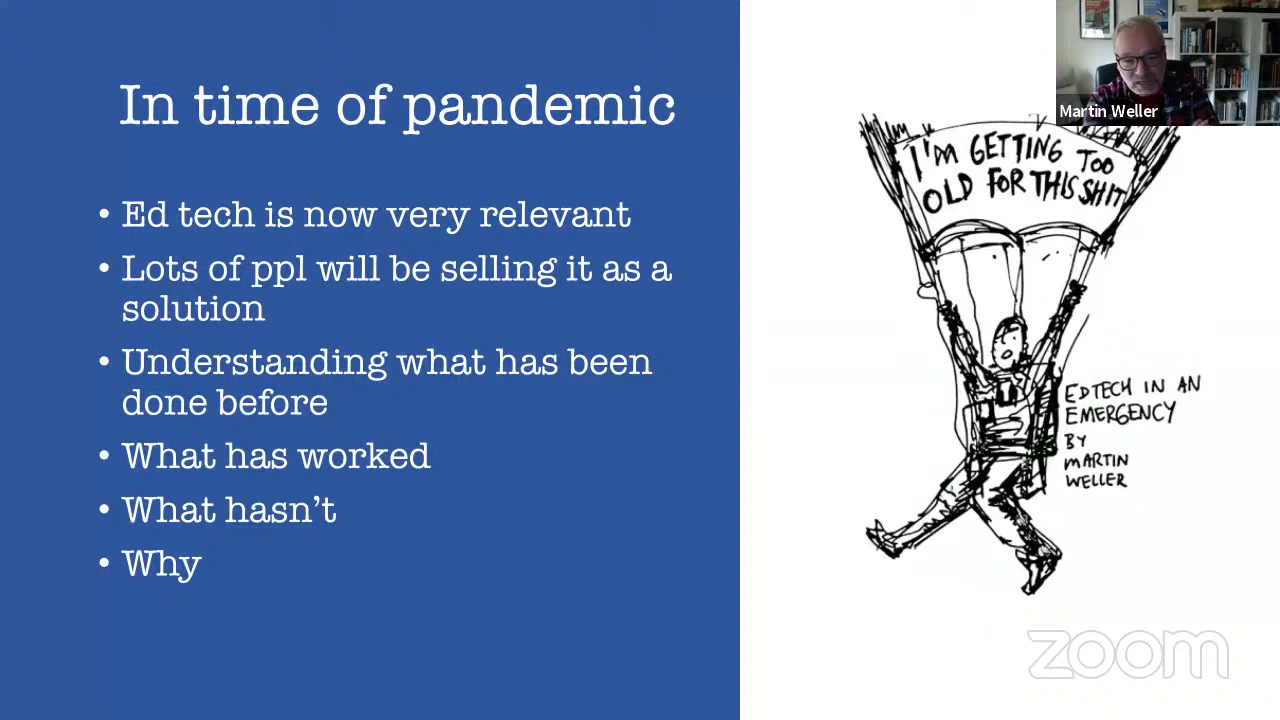 In time of pandemic
• Ed tech is now very relevant
• Lots of ppl will be selling it as a
solution
• Understanding what has been
done before
• What has worked
• What hasn't
• Why
Martin Weller
I'M GETTING TOO
OLD FOR THIS SHIT
EDTECH IN AN
EMERGENCY
BY
MARTIN
WELLER
zoom